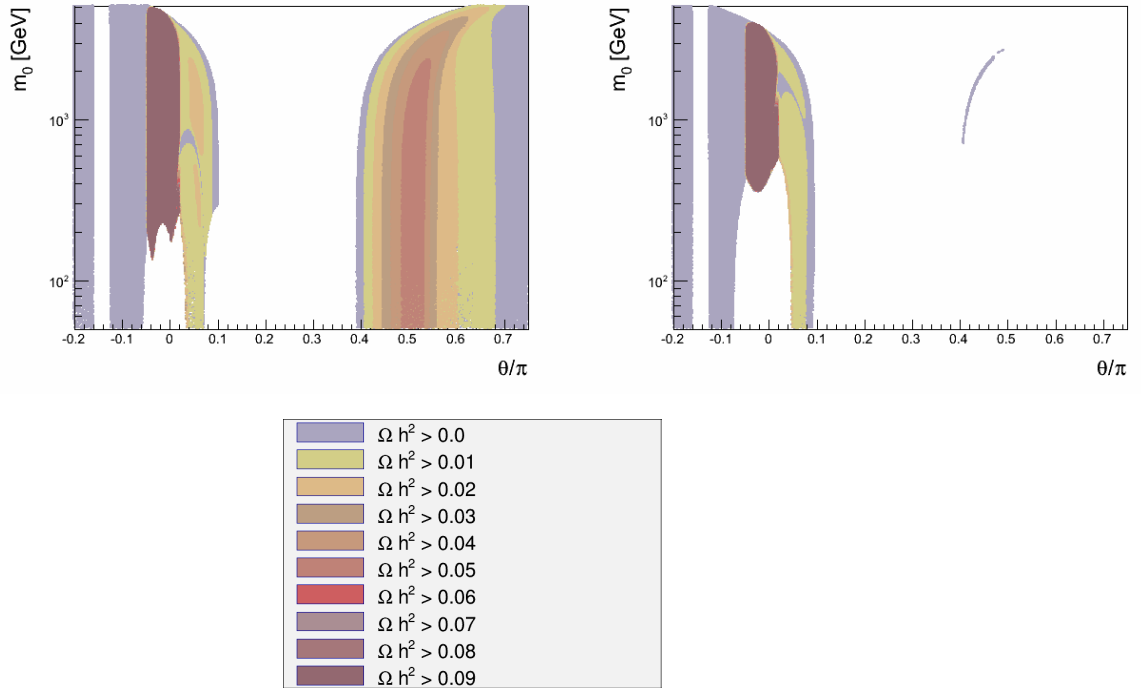 m₀ [GeV]
10³
10²
-0.2 -0.1 0 0.1 0.2 0.3 0.4 0.5 0.6 0.7
θ/π
m₀ [GeV]
10³
10²
-0.2 -0.1 0 0.1 0.2 0.3 0.4 0.5 0.6 0.7
θ/π
Ω h² > 0.0
Ω h² > 0.01
Ω h² > 0.02
Ω h² > 0.03
Ω h² > 0.04
Ω h² > 0.05
Ω h² > 0.06
Ω h² > 0.07
Ω h² > 0.08
Ω h² > 0.09